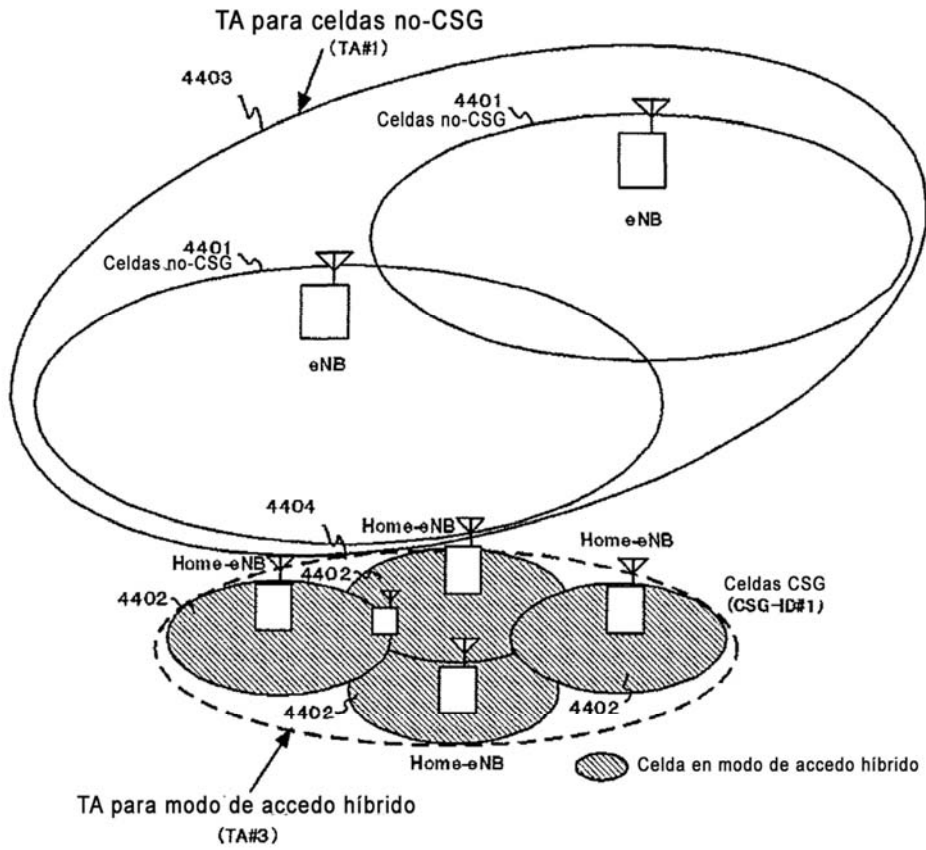 TA para celdas no-CSG
(TA#1)
4403
4401
Celdas no-CSG
eNB
4401
Celdas no-CSG
eNB
4404
Home-eNB
Home-eNB
Home-eNB
4402
4402
Celdas CSG
(CSG-ID#1)
4402
4402
Home-eNB
Celda en modo de accedo híbrido
TA para modo de accedo híbrido
(TA#3)